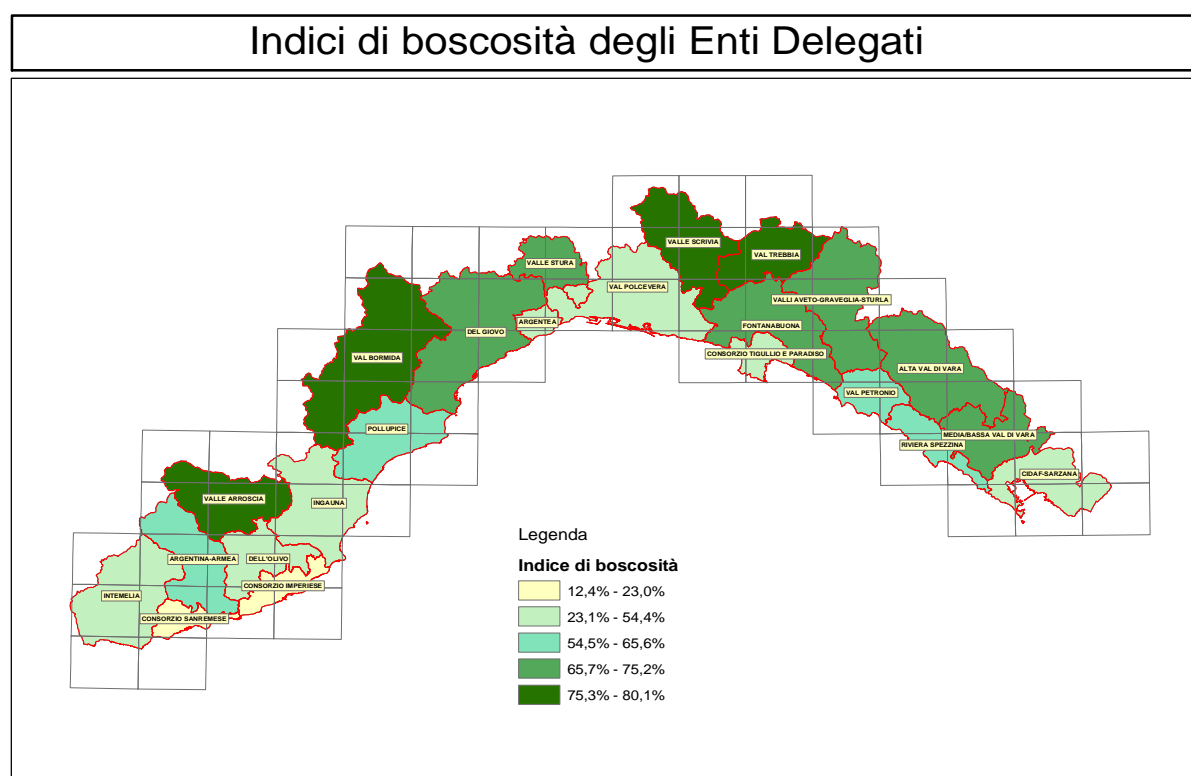 Indici di boscosità degli Enti Delegati
VALLE SCRIVIA
VAL TREBBIA
VALLE STURA
VAL POLCEVERA
VALLI AVETO-GRAVEGLIA-STURLA
ARGENTEA
FONTANABUONA
DEL GIOVO
CONSORZIO TIGULLIO E PARADISO
VAL BORMIDA
ALTA VAL DI VARA
VAL PETRONIO
POLLUPICE
MEDIA/BASSA VAL DI VARA
RIVIERA SPEZZINA
CIDAF-SARZANA
VALLE ARROSCIA
INGAUNA
ARGENTINA-ARMEA
DELL'OLIVO
CONSORZIO IMPERIESE
INTEMELIA
CONSORZIO SANREMESE
Legenda
Indice di boscosità
12,4% - 23,0%
23,1% - 54,4%
54,5% - 65,6%
65,7% - 75,2%
75,3% - 80,1%